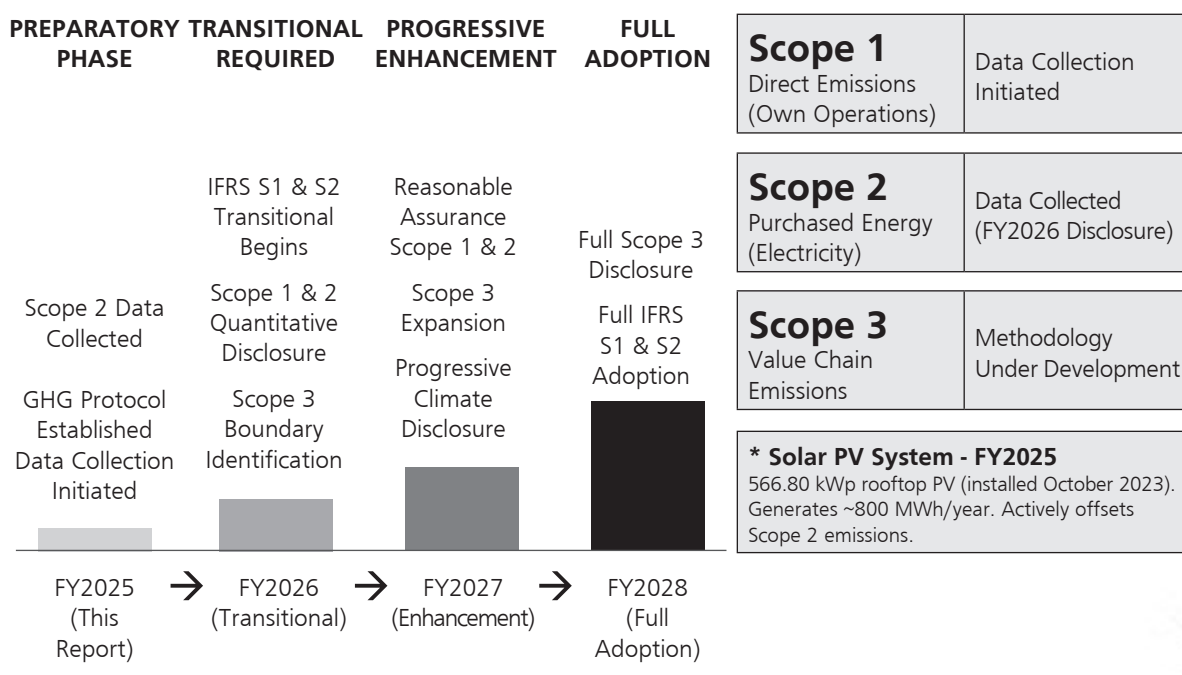 PREPARATORY
PHASE
TRANSITIONAL
REQUIRED
PROGRESSIVE
ENHANCEMENT
FULL
ADOPTION
Scope 2 Data
Collected
GHG Protocol
Established
Data Collection
Initiated
IFRS S1 & S2
Transitional
Begins
Scope 1 & 2
Quantitative
Disclosure
Scope 3
Boundary
Identification
Reasonable
Assurance
Scope 1 & 2
Scope 3
Expansion
Progressive
Climate
Disclosure
Full Scope 3
Disclosure
Full IFRS
S1 & S2
Adoption
FY2025
(This
Report)
FY2026
(Transitional)
FY2027
(Enhancement)
FY2028
(Full
Adoption)
Scope 1
Direct Emissions
(Own Operations)
Data Collection
Initiated
Scope 2
Purchased Energy
(Electricity)
Data Collected
(FY2026 Disclosure)
Scope 3
Value Chain
Emissions
Methodology
Under Development
* Solar PV System - FY2025
566.80 kWp rooftop PV (installed October 2023).
Generates ~800 MWh/year. Actively offsets
Scope 2 emissions.